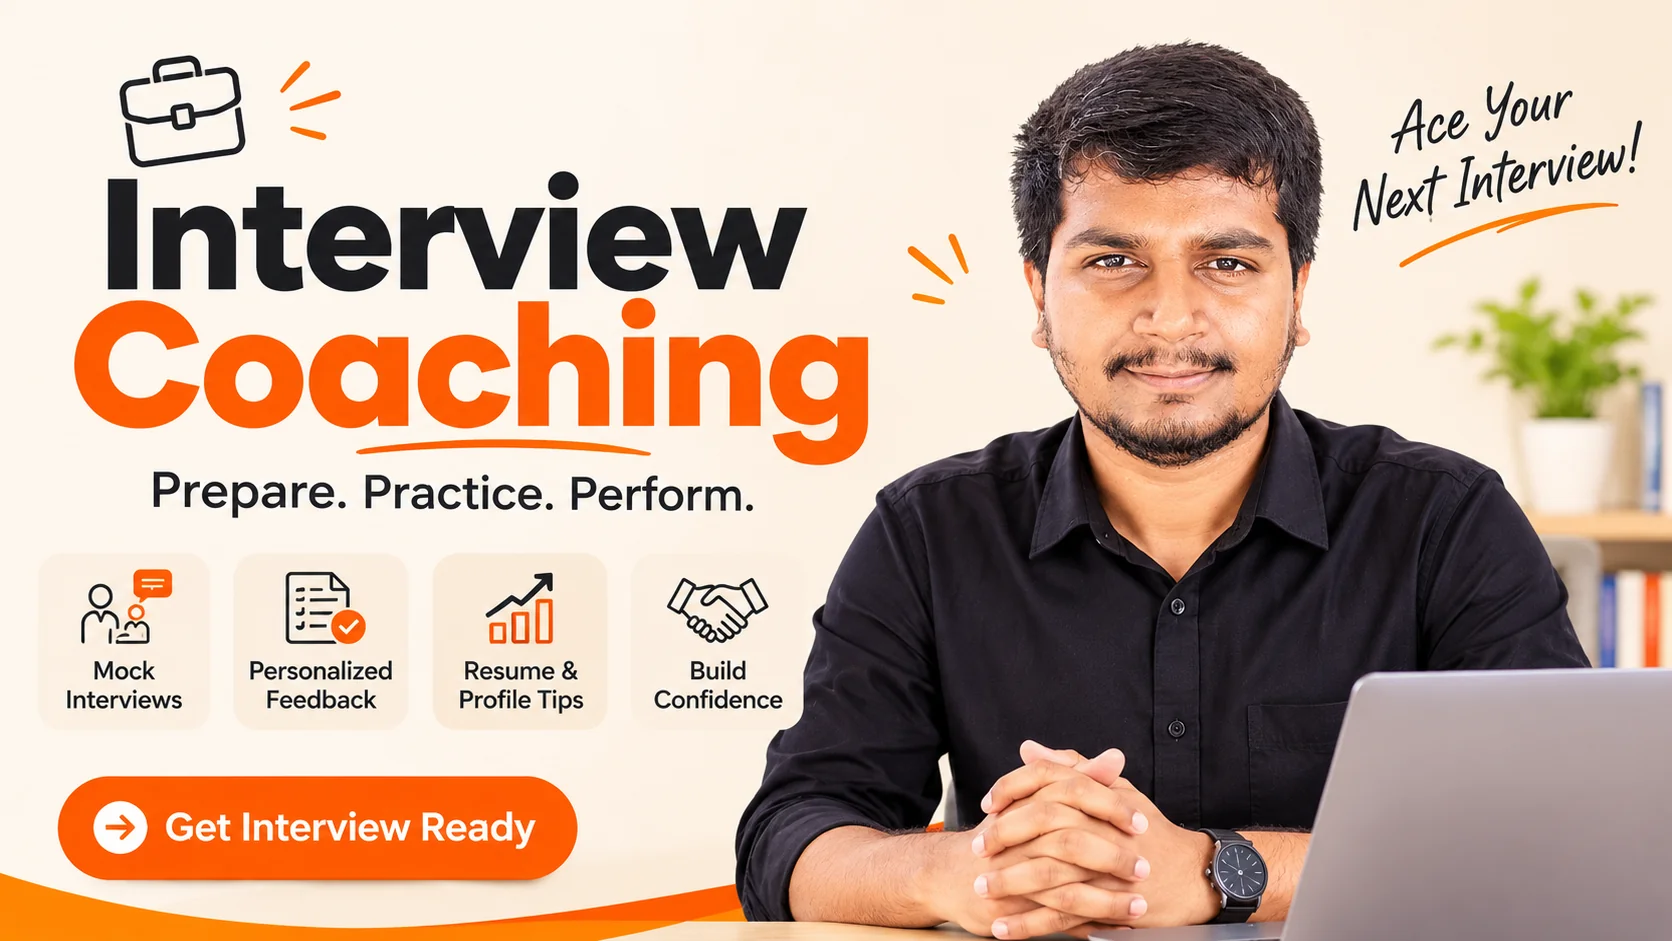 Interview
Coaching
Prepare. Practice. Perform.
Mock
Interviews
Personalized
Feedback
Resume &
Profile Tips
Build
Confidence
Get Interview Ready
Ace Your
Next Interview!